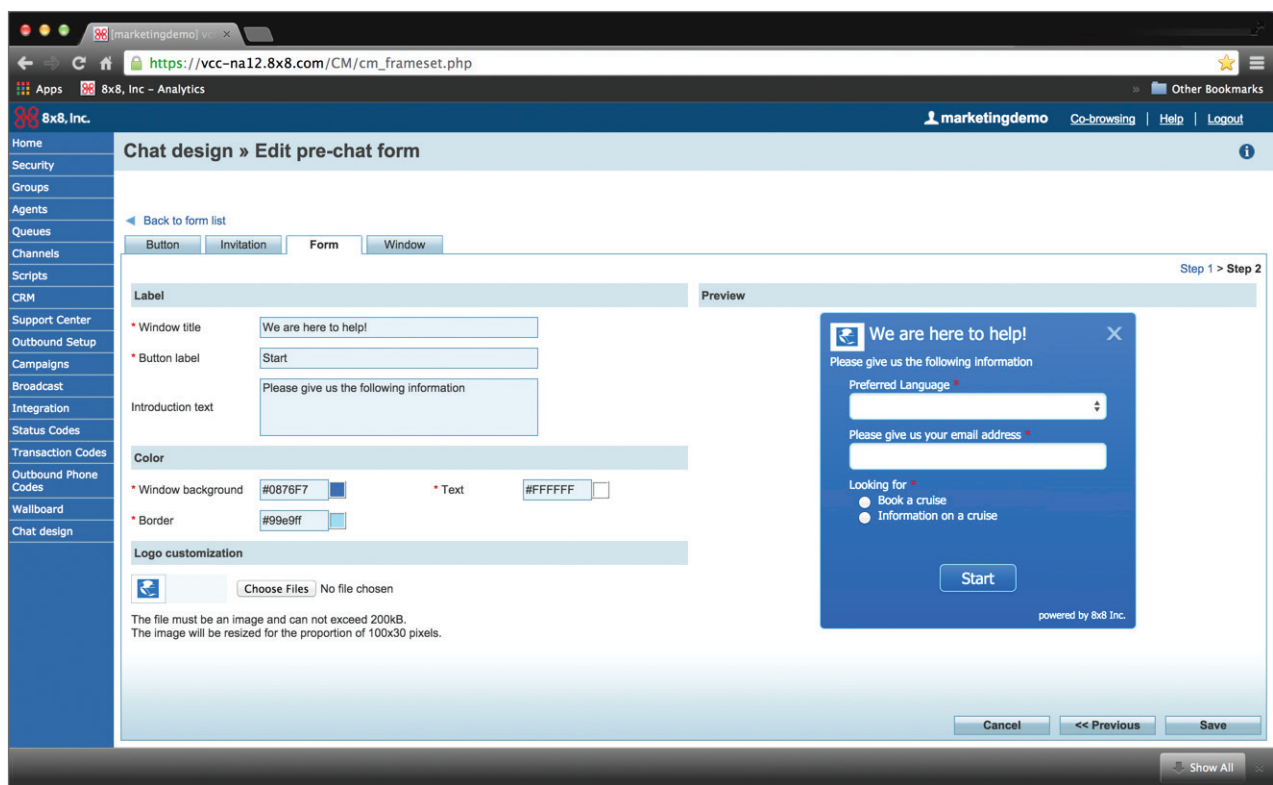 [marketingdemo] vc
https://vcc-na12.8x8.com/CM/cm_frameset.php
Apps 8x8, Inc – Analytics » Other Bookmarks
8x8, Inc. marketingdemo Co-browsing | Help | Logout
Home
Security
Groups
Agents
Queues
Channels
Scripts
CRM
Support Center
Outbound Setup
Campaigns
Broadcast
Integration
Status Codes
Transaction Codes
Outbound Phone
Codes
Wallboard
Chat design
Chat design » Edit pre-chat form
Back to form list
Button Invitation Form Window
Step 1 > Step 2
Label
* Window title We are here to help!
* Button label Start
Introduction text Please give us the following information
Color
* Window background #0876F7 * Text #FFFFFF
* Border #99e9ff
Logo customization
Choose Files No file chosen
The file must be an image and can not exceed 200kB.
The image will be resized for the proportion of 100x30 pixels.
Preview
We are here to help! X
Please give us the following information
Preferred Language *
Please give us your email address *
Looking for *
Book a cruise
Information on a cruise
Start
powered by 8x8 Inc.
Cancel << Previous Save
Show All